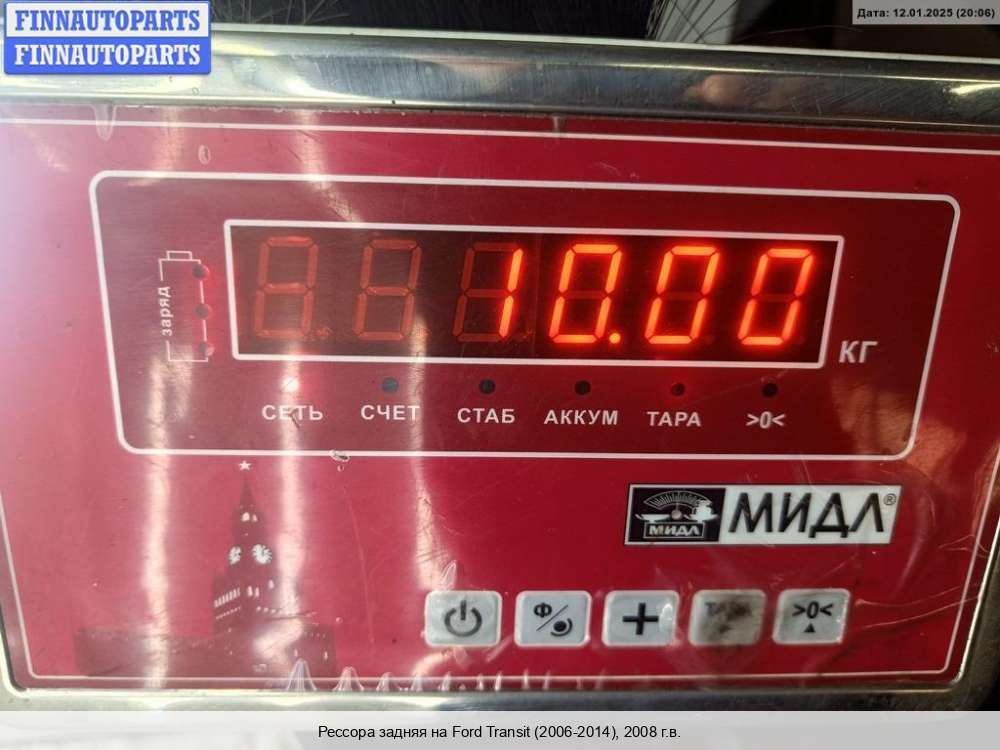 FINNAUTOPARTS
FINNAUTOPARTS
Дата: 12.01.2025 (20:06)
заряд
10.00
КГ
СЕТЬ СЧЕТ СТАБ АККУМ ТАРА >0<
МИДЛ МИДЛ®
Ф/ + ТАРА >0<
Рессора задняя на Ford Transit (2006-2014), 2008 г.в.